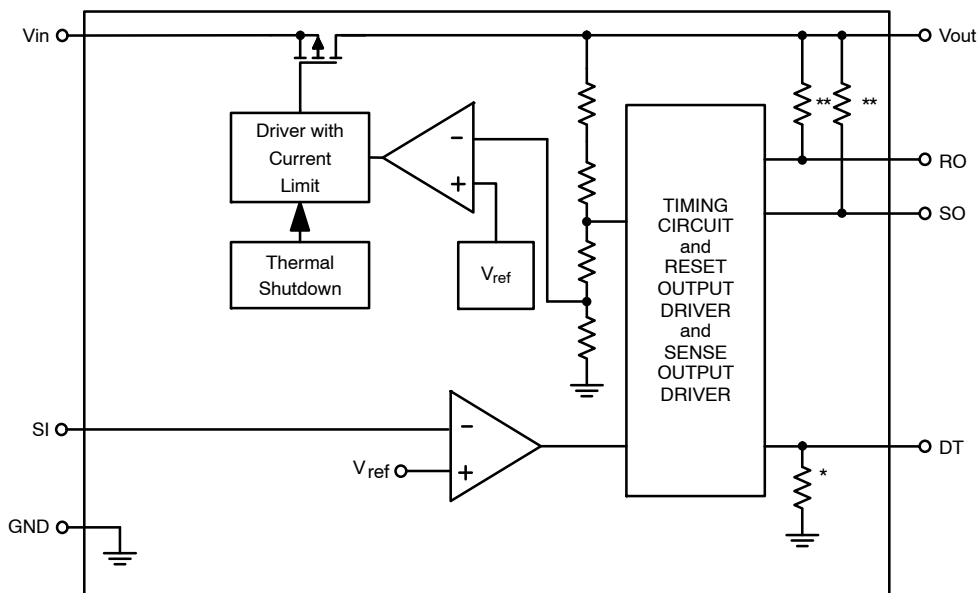 Vin
Vout
Driver with
Current
Limit
-
+
**
**
RO
SO
TIMING
CIRCUIT
and
RESET
OUTPUT
DRIVER
and
SENSE
OUTPUT
DRIVER
Thermal
Shutdown
Vref
SI
-
Vref
+
DT
*
GND